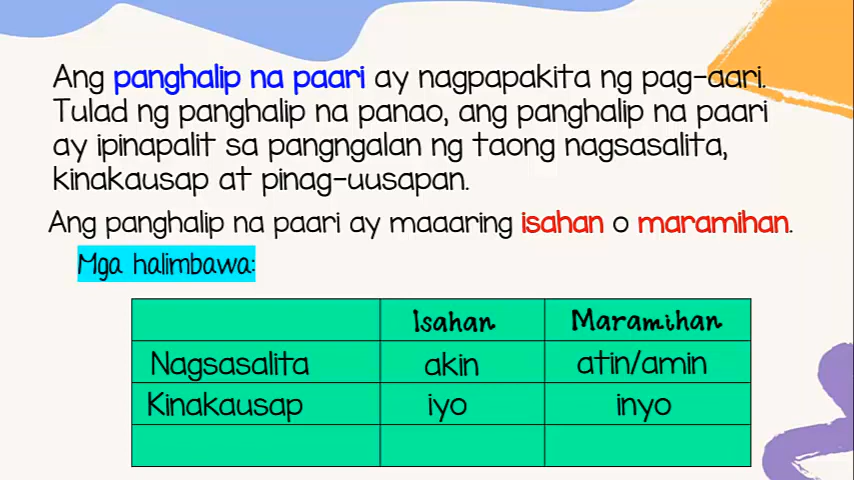 Ang panghalip na paari ay nagpapakita ng pag-aari.
Tulad ng panghalip na panao, ang panghalip na paari
ay ipinapalit sa pangngalan ng taong nagsasalita,
kinakausap at pinag-uusapan.
Ang panghalip na paari ay maaaring isahan o maramihan.
Mga halimbawa:
Isahan Maramihan
Nagsasalita akin atin/amin
Kinakausap iyo inyo